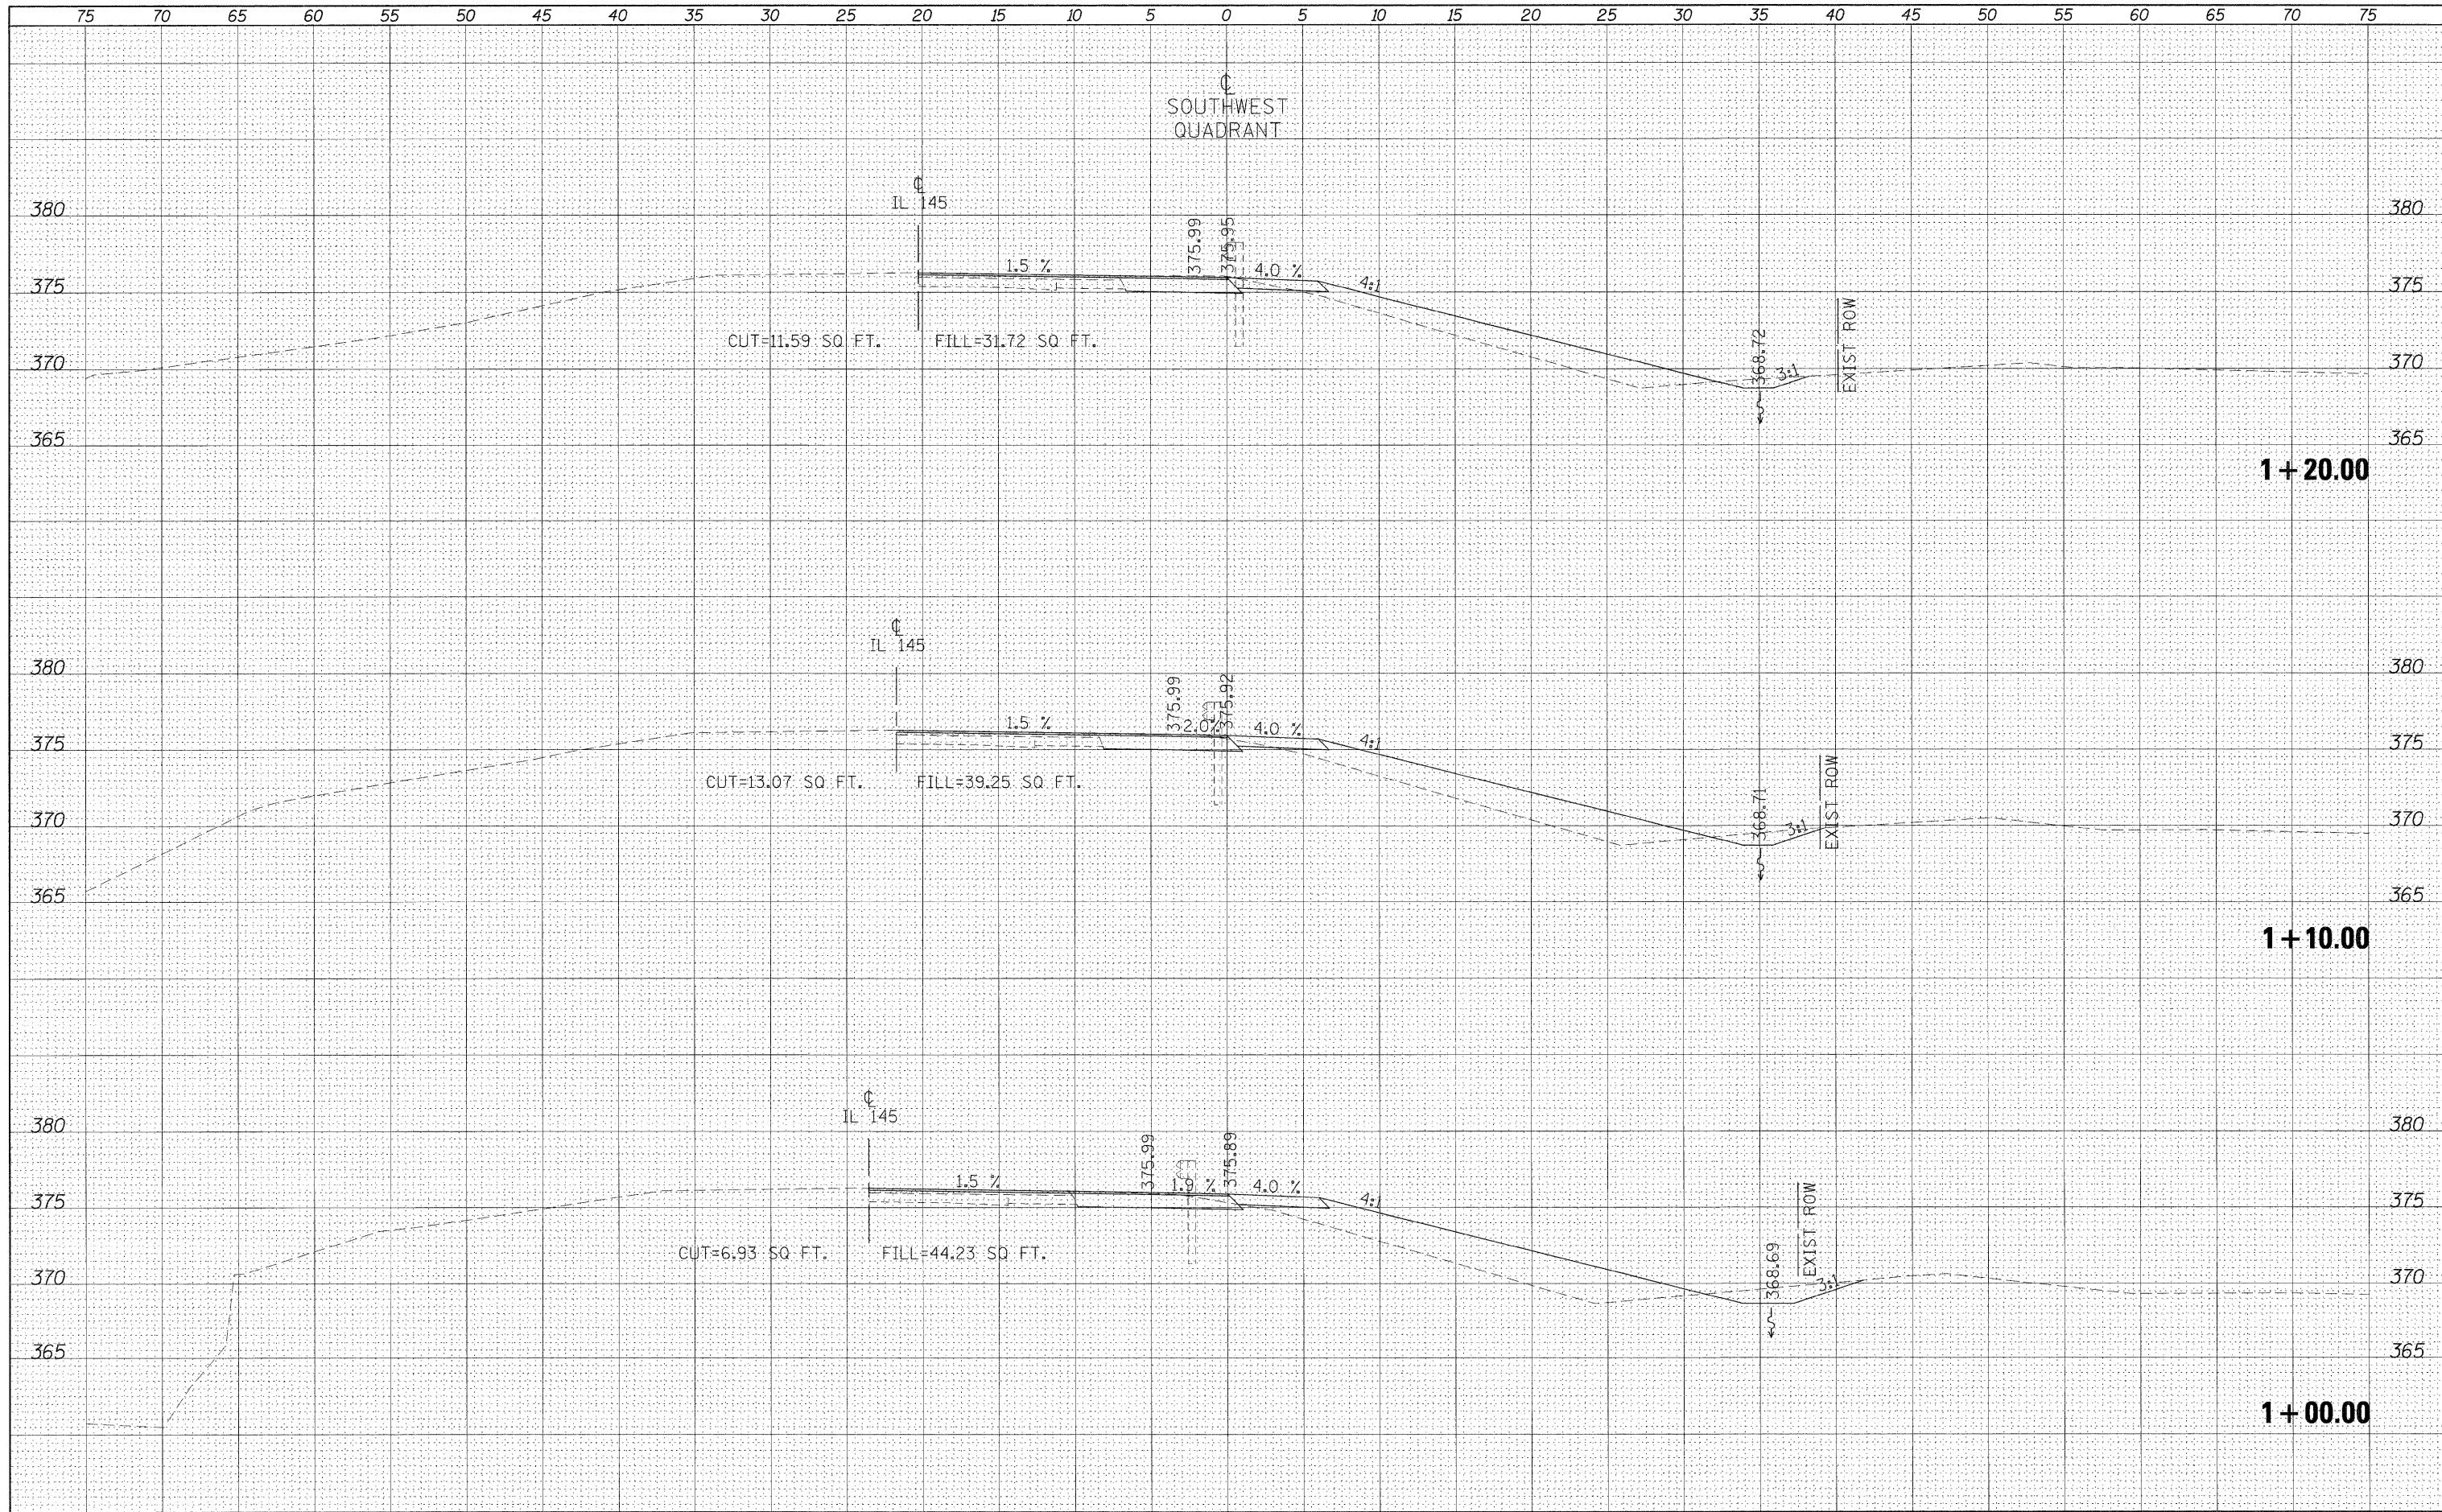 75 70 65 60 55 50 45 40 35 30 25 20 15 10 5 0 5 10 15 20 25 30 35 40 45 50 55 60 65 70 75
℄
SOUTHWEST
QUADRANT
℄
IL 145
380 380
375.99 375.95
1.5 % 4.0 %
375 4:1 375
CUT=11.59 SQ FT. FILL=31.72 SQ FT.
368.72 EXIST ROW
370 3:1 370
365 365
1+20.00
℄
IL 145
380 380
375.99 375.92
1.5 % 2.0% 4.0 %
375 4:1 375
CUT=13.07 SQ FT. FILL=39.25 SQ FT.
368.71 EXIST ROW
370 3:1 370
365 365
1+10.00
℄
IL 145
380 380
375.99 375.89
1.5 % 1.9 % 4.0 %
375 4:1 375
CUT=6.93 SQ FT. FILL=44.23 SQ FT.
368.69 EXIST ROW
370 3:1 370
365 365
1+00.00